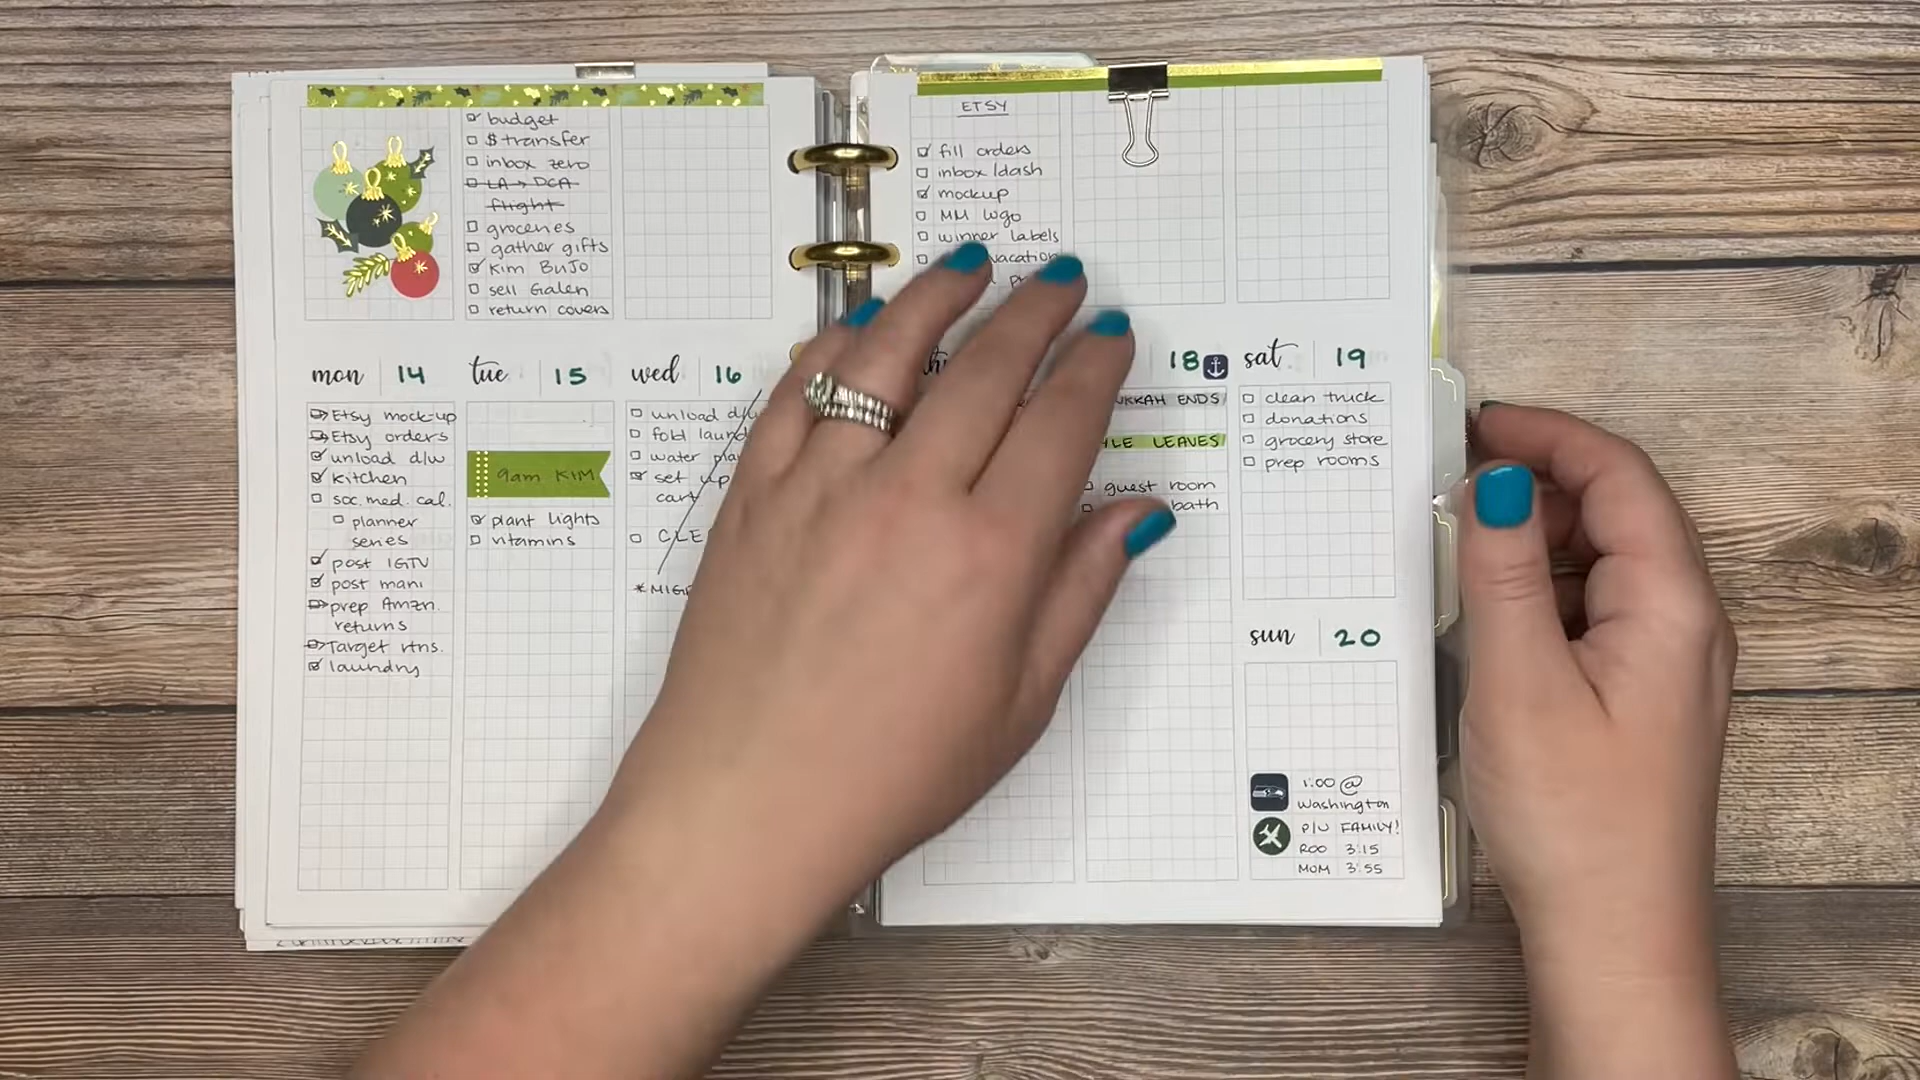 budget
$ transfer
inbox zero
LA → DCA
flight
groceries
gather gifts
Kim BuJo
sell Galen
return covers
ETSY
fill orders
inbox/dash
mockup
MM logo
winner labels
vacation
mon 14
Etsy mock-up
Etsy orders
unload d/w
kitchen
soc. med. cal.
planner
series
post IGTV
post mani
prep Amzn.
returns
Target rtns.
laundry
tue 15
9am KIM
plant lights
vitamins
wed 16
unload
fold
water
set up
cart
18
ENDS
LEAVES
guest room
bath
sat 19
clean truck
donations
grocery store
prep rooms
sun 20
1:00 @
Washington
P/U FAMILY!
ROO 3:15
MOM 3:55